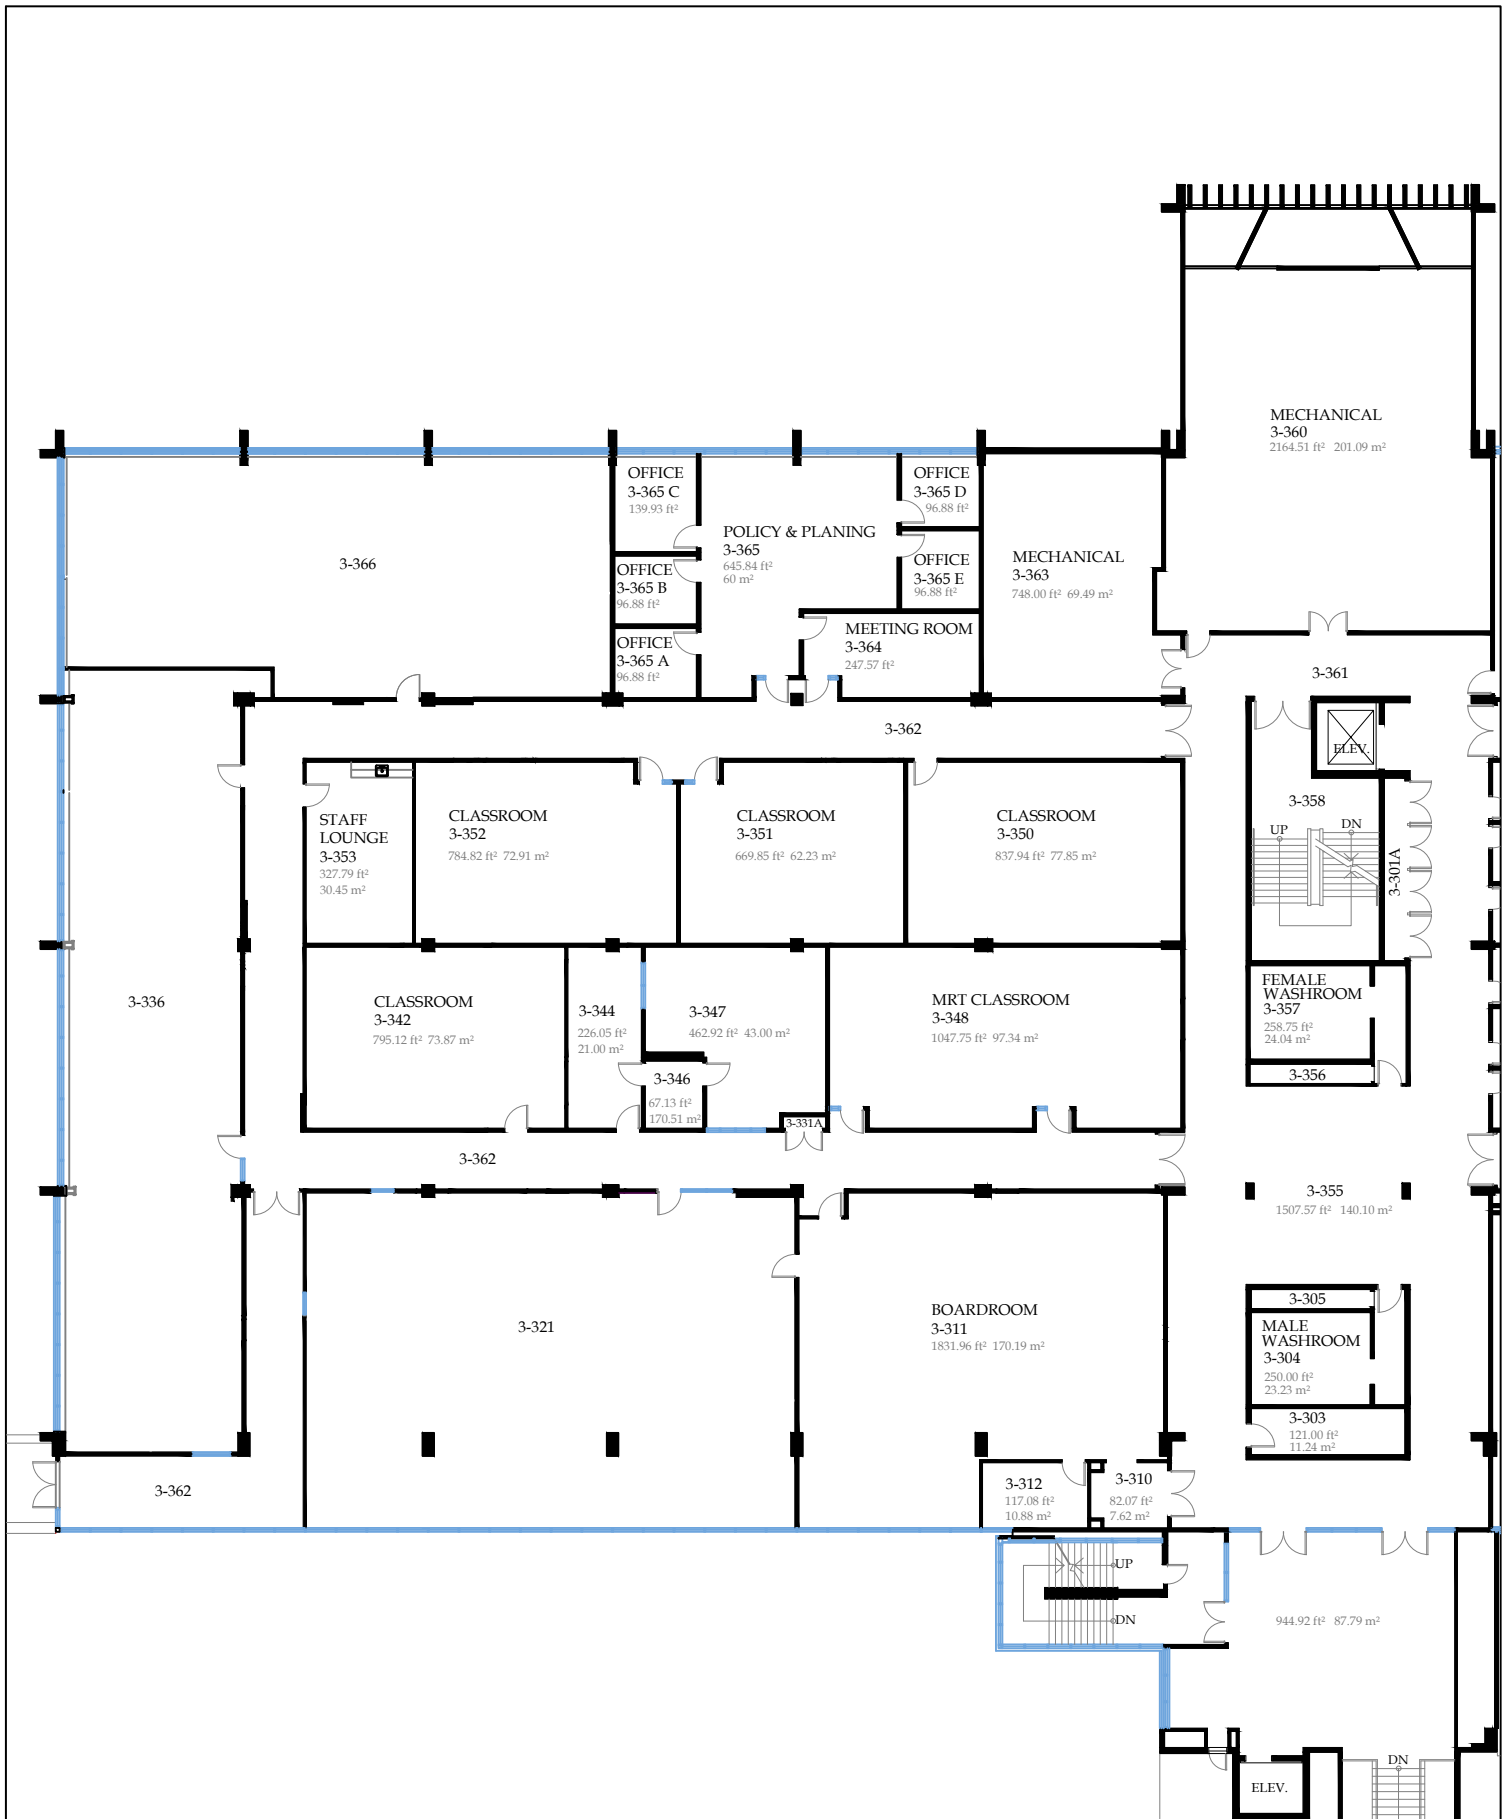 MECHANICAL
3-360
2164.51 ft² 201.09 m²
OFFICE
3-365 C
139.93 ft²
OFFICE
3-365 D
96.88 ft²
POLICY & PLANING
3-365
645.84 ft²
60 m²
3-366
OFFICE
3-365 B
96.88 ft²
OFFICE
3-365 E
96.88 ft²
MECHANICAL
3-363
748.00 ft² 69.49 m²
OFFICE
3-365 A
96.88 ft²
MEETING ROOM
3-364
247.57 ft²
3-361
3-362
ELEV.
STAFF
LOUNGE
3-353
327.79 ft²
30.45 m²
CLASSROOM
3-352
784.82 ft² 72.91 m²
CLASSROOM
3-351
669.85 ft² 62.23 m²
CLASSROOM
3-350
837.94 ft² 77.85 m²
3-358
UP
DN
3-301A
3-336
CLASSROOM
3-342
795.12 ft² 73.87 m²
3-344
226.05 ft²
21.00 m²
3-347
462.92 ft² 43.00 m²
MRT CLASSROOM
3-348
1047.75 ft² 97.34 m²
FEMALE
WASHROOM
3-357
258.75 ft²
24.04 m²
3-356
3-346
67.13 ft²
170.51 m²
3-331A
3-362
3-355
1507.57 ft² 140.10 m²
3-321
BOARDROOM
3-311
1831.96 ft² 170.19 m²
3-305
MALE
WASHROOM
3-304
250.00 ft²
23.23 m²
3-303
121.00 ft²
11.24 m²
3-362
3-312
117.08 ft²
10.88 m²
3-310
82.07 ft²
7.62 m²
UP
DN
944.92 ft² 87.79 m²
ELEV.
DN